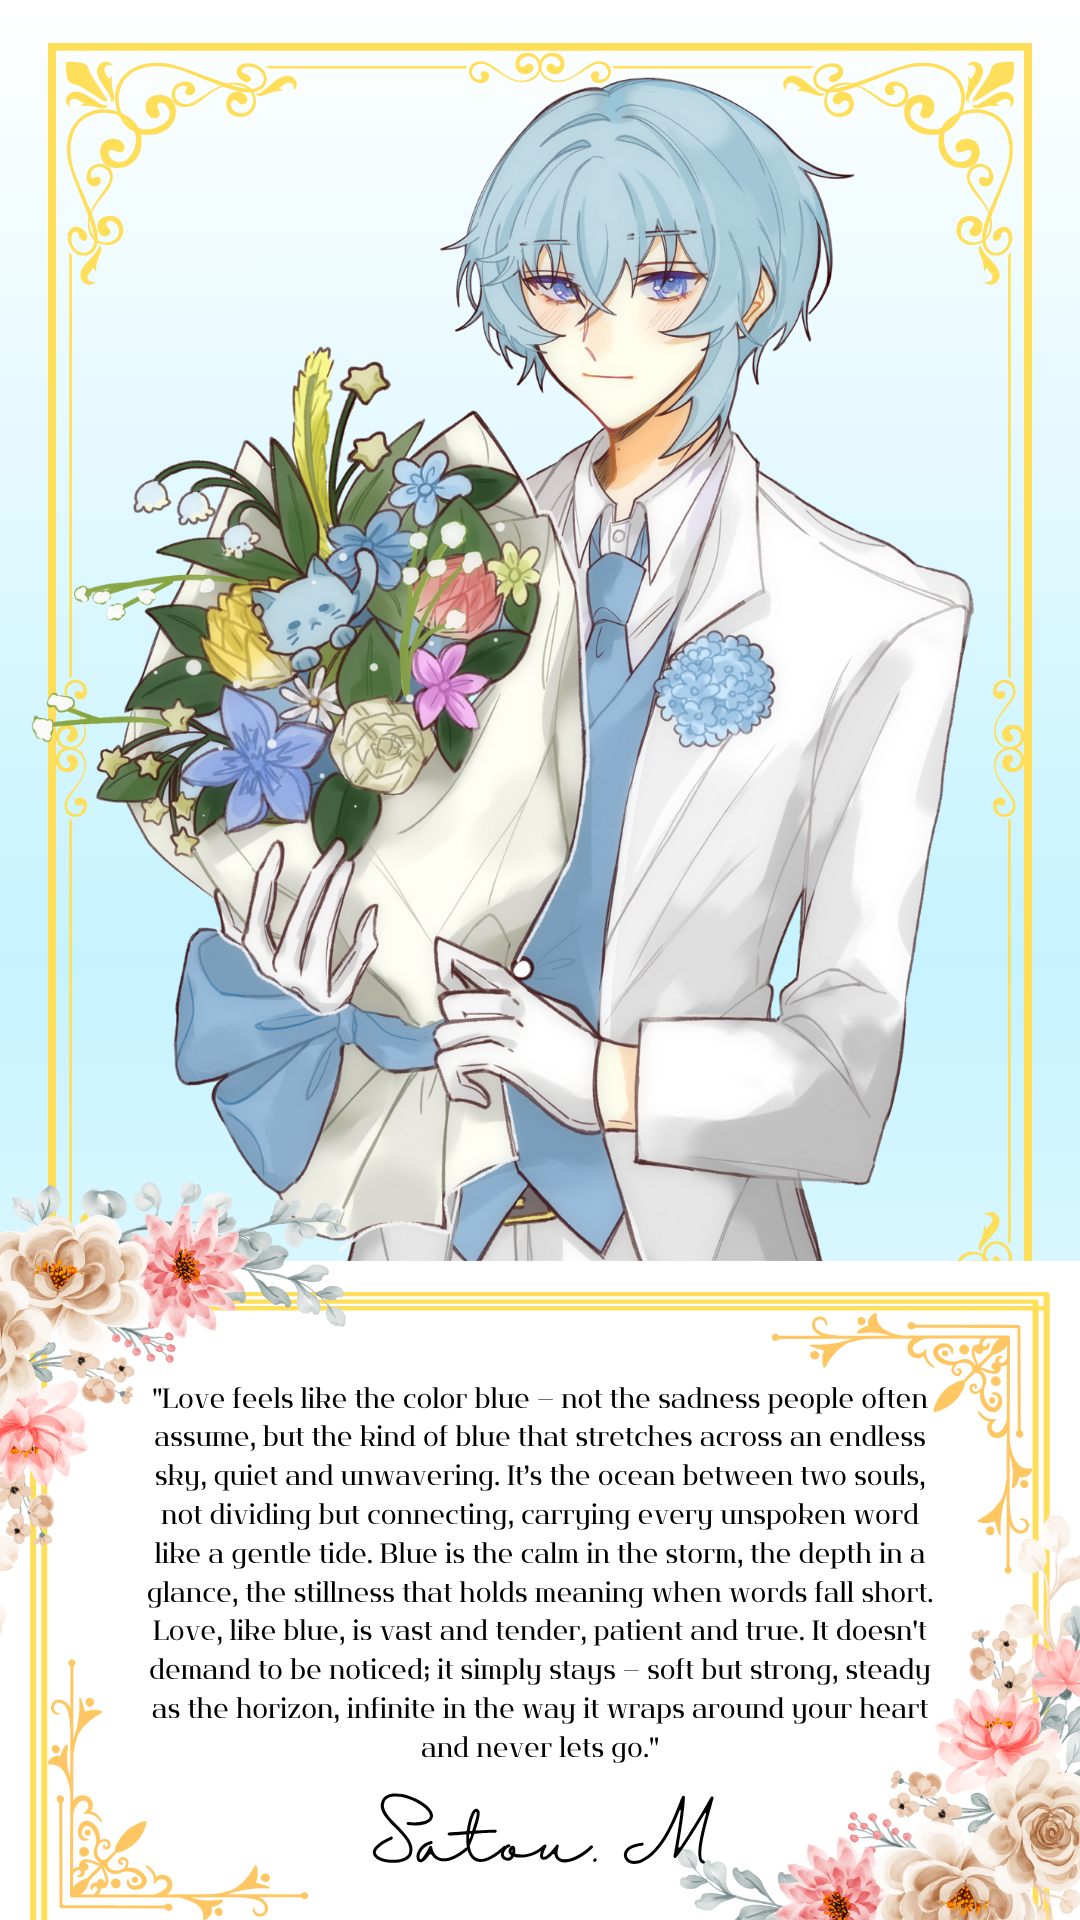 "Love feels like the color blue – not the sadness people often
assume, but the kind of blue that stretches across an endless
sky, quiet and unwavering. It’s the ocean between two souls,
not dividing but connecting, carrying every unspoken word
like a gentle tide. Blue is the calm in the storm, the depth in a
glance, the stillness that holds meaning when words fall short.
Love, like blue, is vast and tender, patient and true. It doesn't
demand to be noticed; it simply stays – soft but strong, steady
as the horizon, infinite in the way it wraps around your heart
and never lets go."
Satou. M